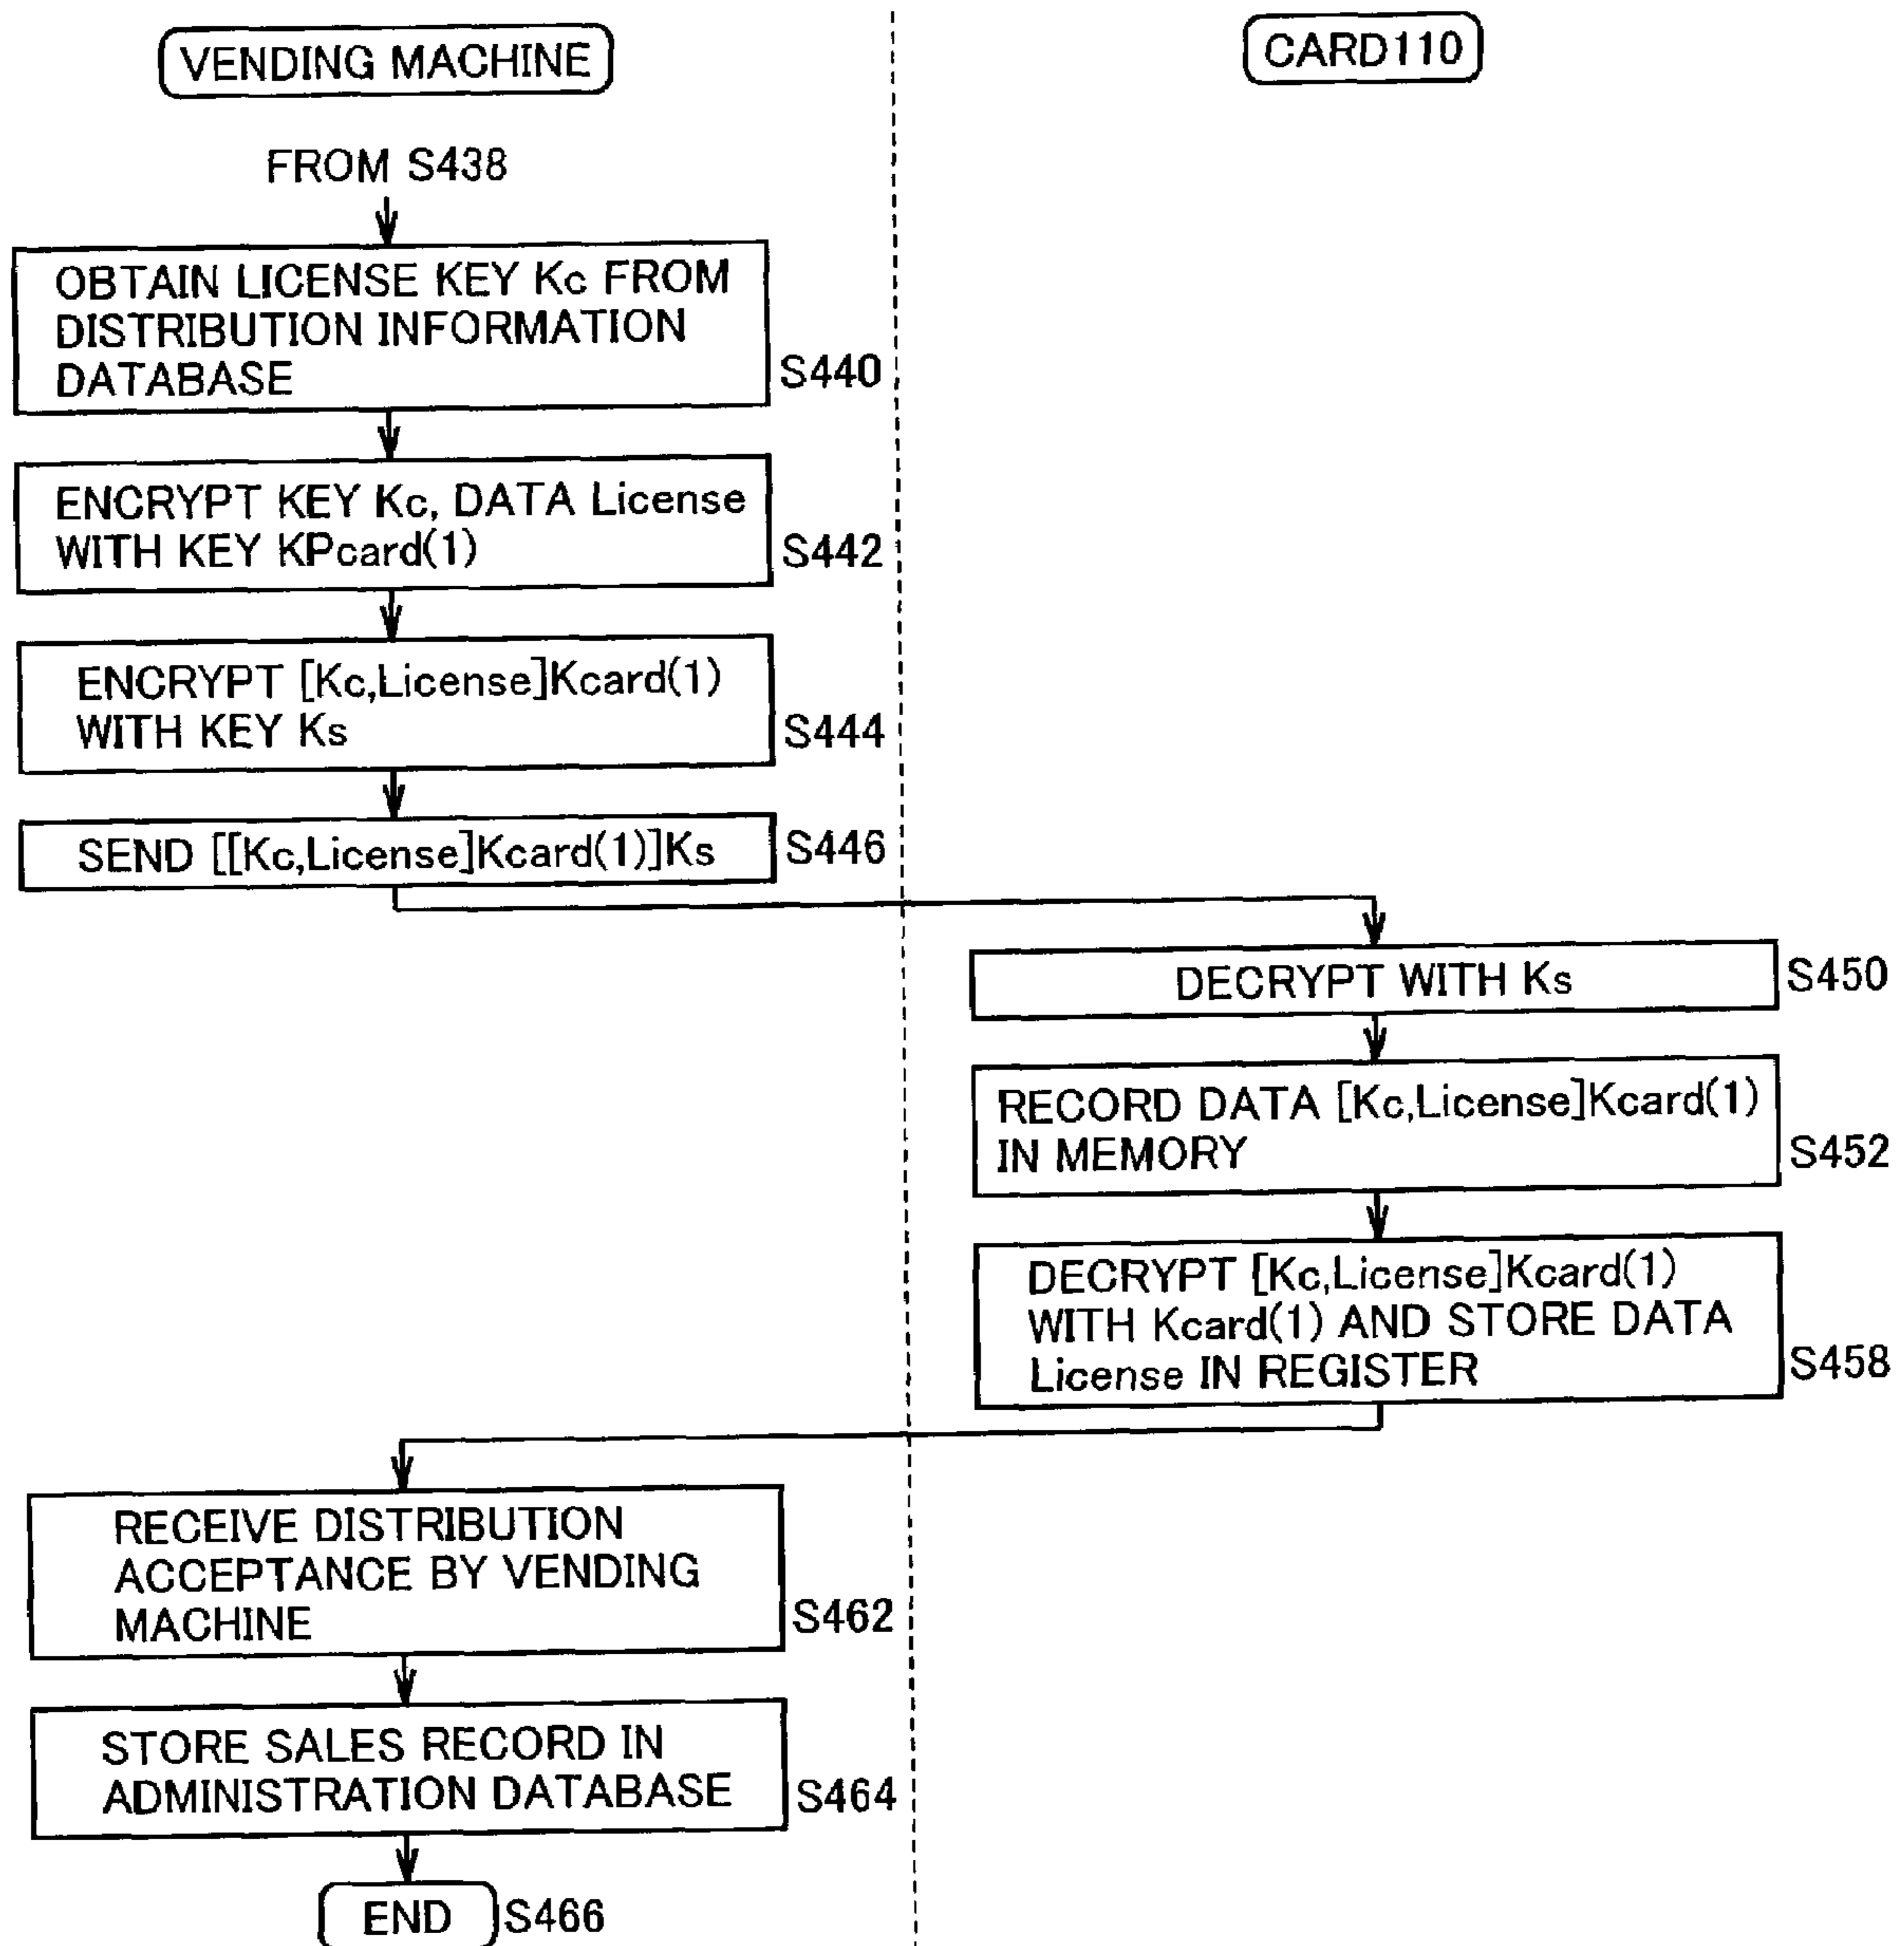 VENDING MACHINE
CARD110
FROM S438
OBTAIN LICENSE KEY Kc FROM
DISTRIBUTION INFORMATION
DATABASE
S440
ENCRYPT KEY Kc, DATA License
WITH KEY KPcard(1)
S442
ENCRYPT [Kc,License]Kcard(1)
WITH KEY Ks
S444
SEND [[Kc,License]Kcard(1)]Ks
S446
DECRYPT WITH Ks
S450
RECORD DATA [Kc,License]Kcard(1)
IN MEMORY
S452
DECRYPT [Kc,License]Kcard(1)
WITH Kcard(1) AND STORE DATA
License IN REGISTER
S458
RECEIVE DISTRIBUTION
ACCEPTANCE BY VENDING
MACHINE
S462
STORE SALES RECORD IN
ADMINISTRATION DATABASE
S464
END
S466